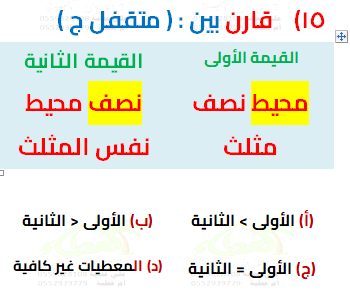 ١٥) قارن بين : ( متقفل ج )
القيمة الأولى
القيمة الثانية
محيط نصف
مثلث
نصف محيط
نفس المثلث
(أ) الأولى > الثانية
(ب) الأولى < الثانية
(ج) الأولى = الثانية
(د) المعطيات غير كافية